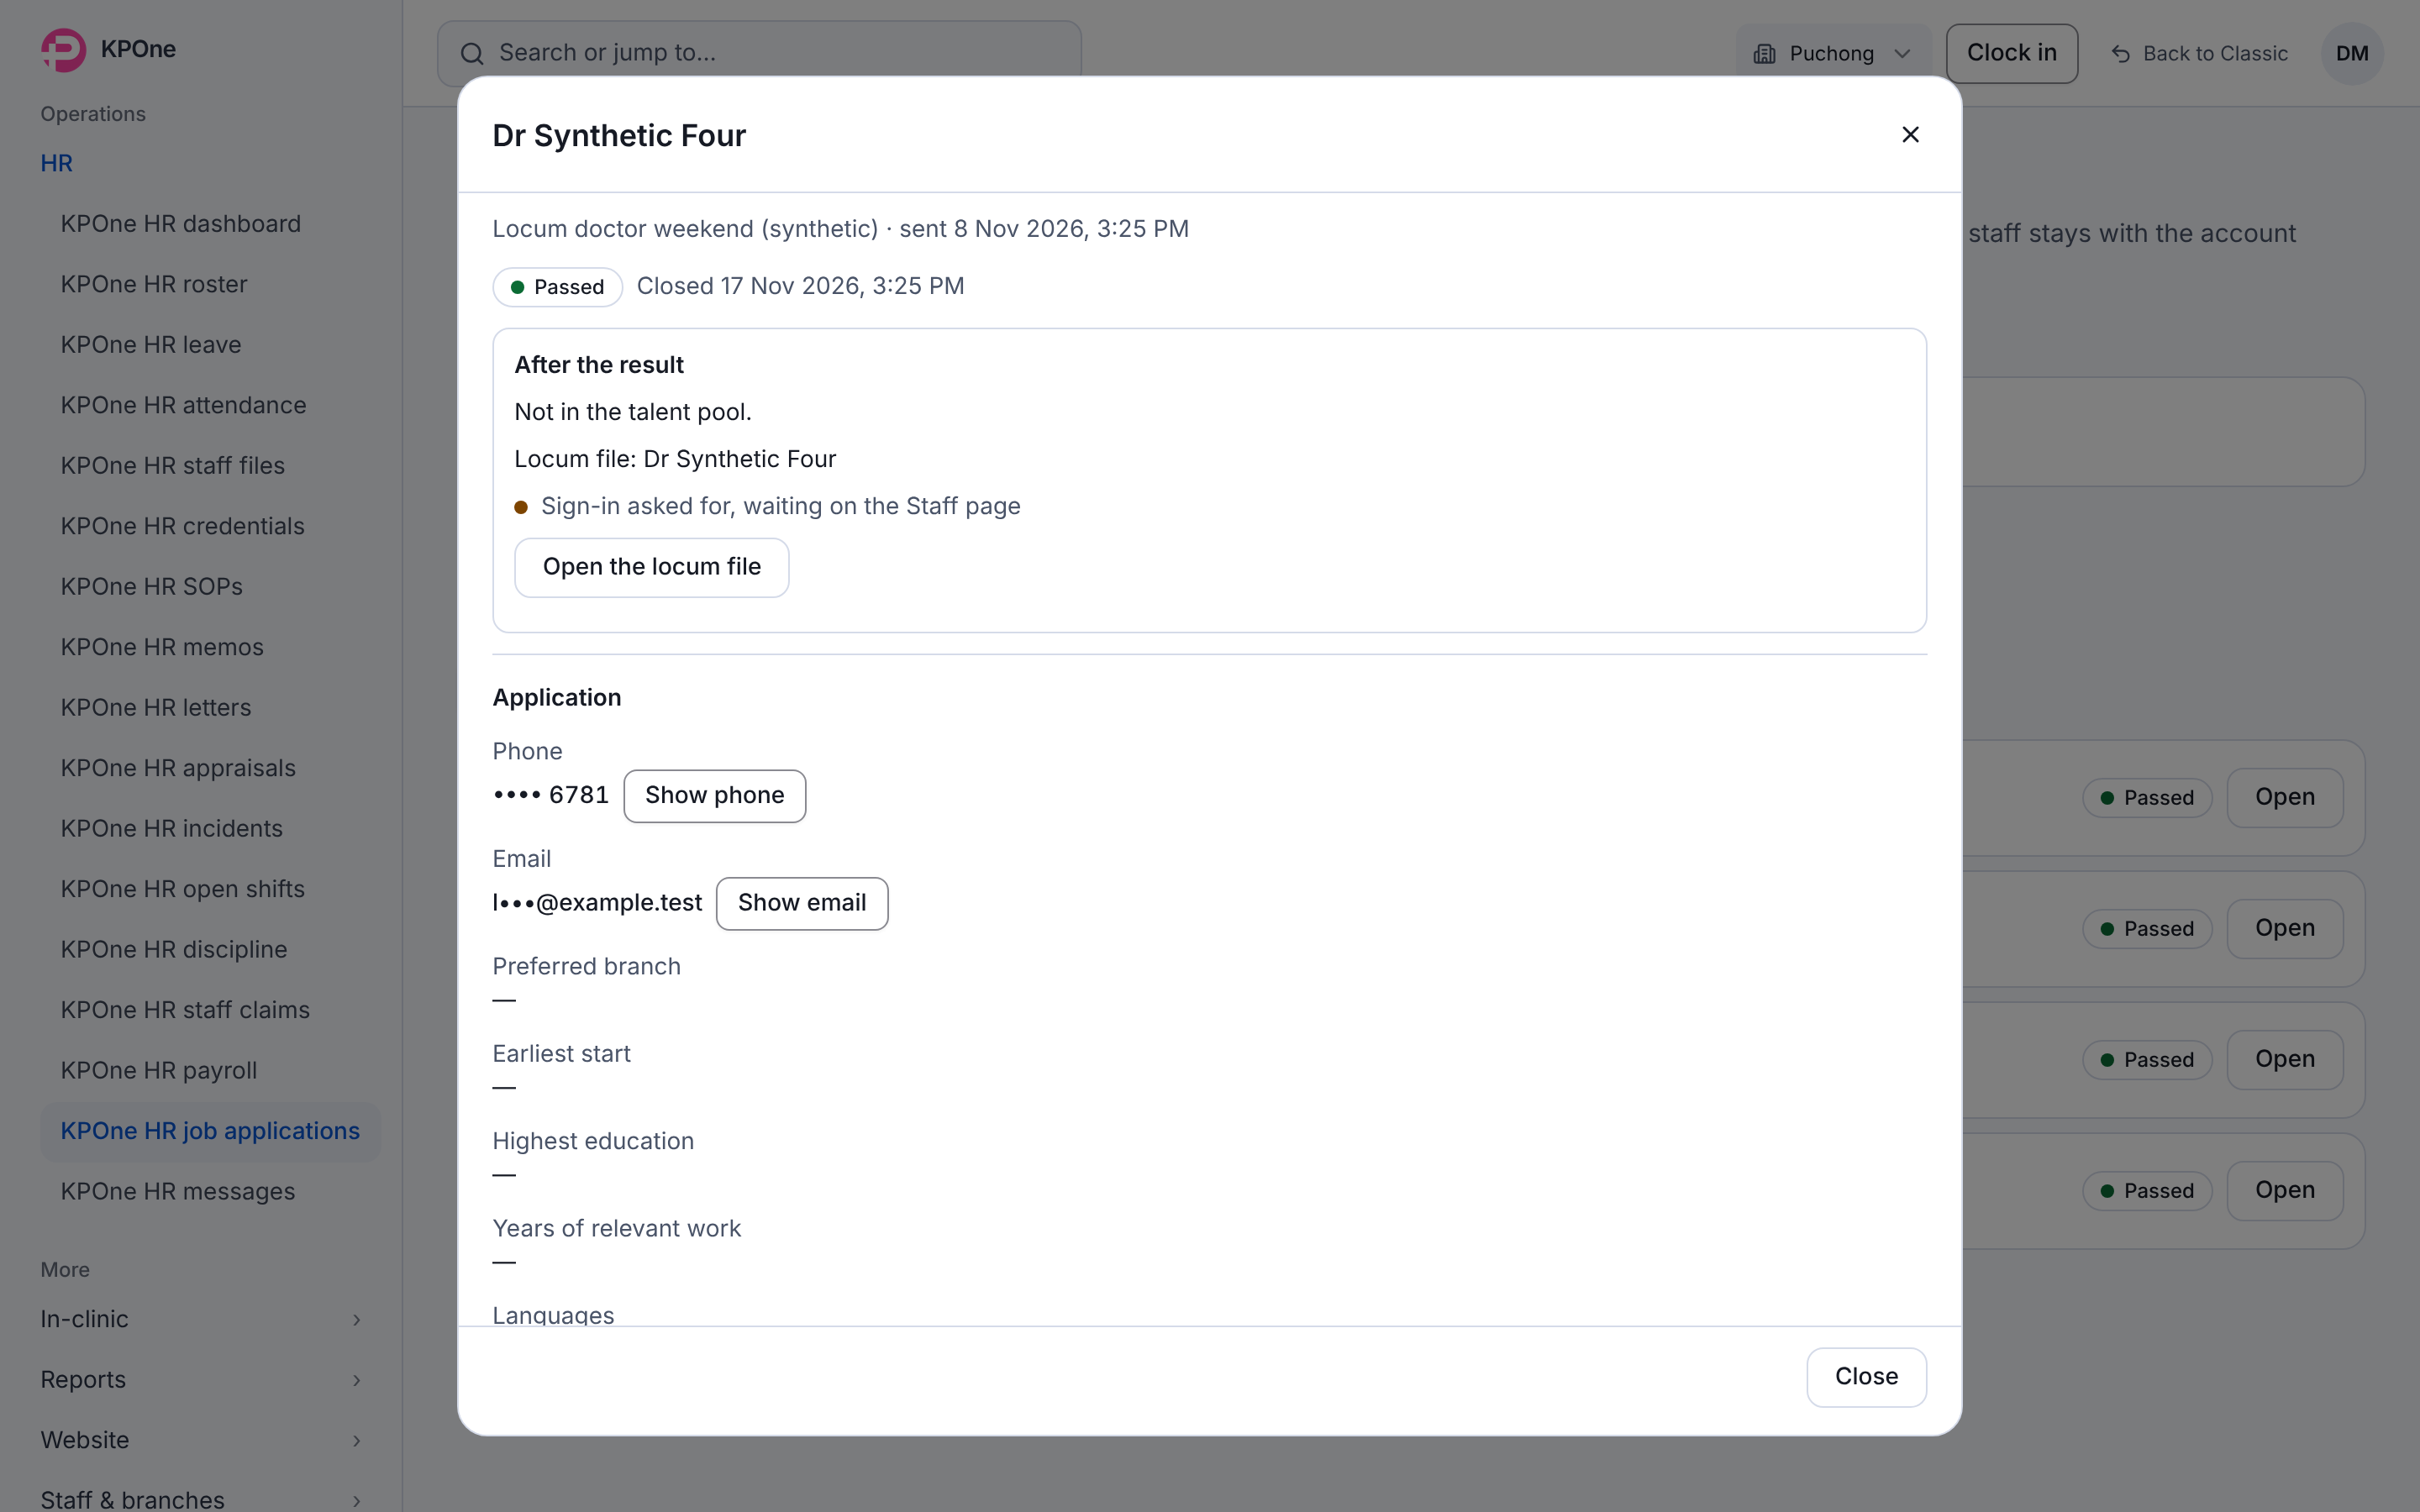 KPOne
Search or jump to...
Puchong
Clock in
Back to Classic
DM
Operations
HR
KPOne HR dashboard
KPOne HR roster
KPOne HR leave
KPOne HR attendance
KPOne HR staff files
KPOne HR credentials
KPOne HR SOPs
KPOne HR memos
KPOne HR letters
KPOne HR appraisals
KPOne HR incidents
KPOne HR open shifts
KPOne HR discipline
KPOne HR staff claims
KPOne HR payroll
KPOne HR job applications
KPOne HR messages
More
In-clinic
Reports
Website
Staff & branches
Dr Synthetic Four
Locum doctor weekend (synthetic) · sent 8 Nov 2026, 3:25 PM
Passed Closed 17 Nov 2026, 3:25 PM
After the result
Not in the talent pool.
Locum file: Dr Synthetic Four
Sign-in asked for, waiting on the Staff page
Open the locum file
Application
Phone
•••• 6781 Show phone
Email
l•••@example.test Show email
Preferred branch
—
Earliest start
—
Highest education
—
Years of relevant work
—
Languages
Close
staff stays with the account
Passed Open
Passed Open
Passed Open
Passed Open